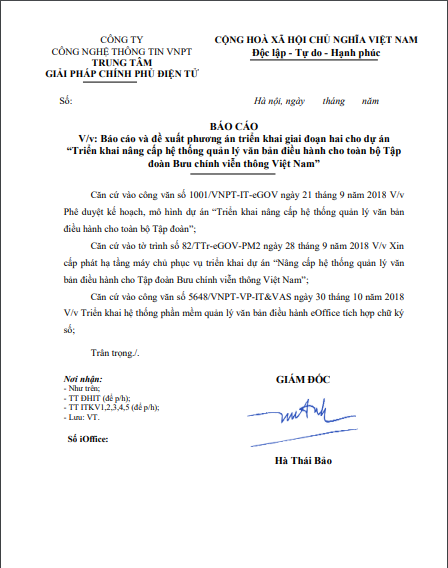 CÔNG TY
CÔNG NGHỆ THÔNG TIN VNPT
TRUNG TÂM
GIẢI PHÁP CHÍNH PHỦ ĐIỆN TỬ
CỘNG HOÀ XÃ HỘI CHỦ NGHĨA VIỆT NAM
Độc lập - Tự do - Hạnh phúc
Số:
Hà nội, ngày tháng năm
BÁO CÁO
V/v: Báo cáo và đề xuất phương án triển khai giai đoạn hai cho dự án
“Triển khai nâng cấp hệ thống quản lý văn bản điều hành cho toàn bộ Tập
đoàn Bưu chính viễn thông Việt Nam”
Căn cứ vào công văn số 1001/VNPT-IT-eGOV ngày 21 tháng 9 năm 2018 V/v
Phê duyệt kế hoạch, mô hình dự án “Triển khai nâng cấp hệ thống quản lý văn bản
điều hành cho toàn bộ Tập đoàn”;
Căn cứ vào tờ trình số 82/TTr-eGOV-PM2 ngày 28 tháng 9 năm 2018 V/v Xin
cấp phát hạ tầng máy chủ phục vụ triển khai dự án “Nâng cấp hệ thống quản lý văn
bản điều hành cho Tập đoàn Bưu chính viễn thông Việt Nam”;
Căn cứ vào công văn số 5648/VNPT-VP-IT&VAS ngày 30 tháng 10 năm 2018
V/v Triển khai hệ thống phần mềm quản lý văn bản điều hành eOffice tích hợp chữ ký
số;
Trân trọng./.
Nơi nhận:
- Như trên;
- TT ĐHIT (để p/h);
- TT ITKV1,2,3,4,5 (để p/h);
- Lưu: VT.
Số iOffice:
GIÁM ĐỐC
Hà Thái Bảo